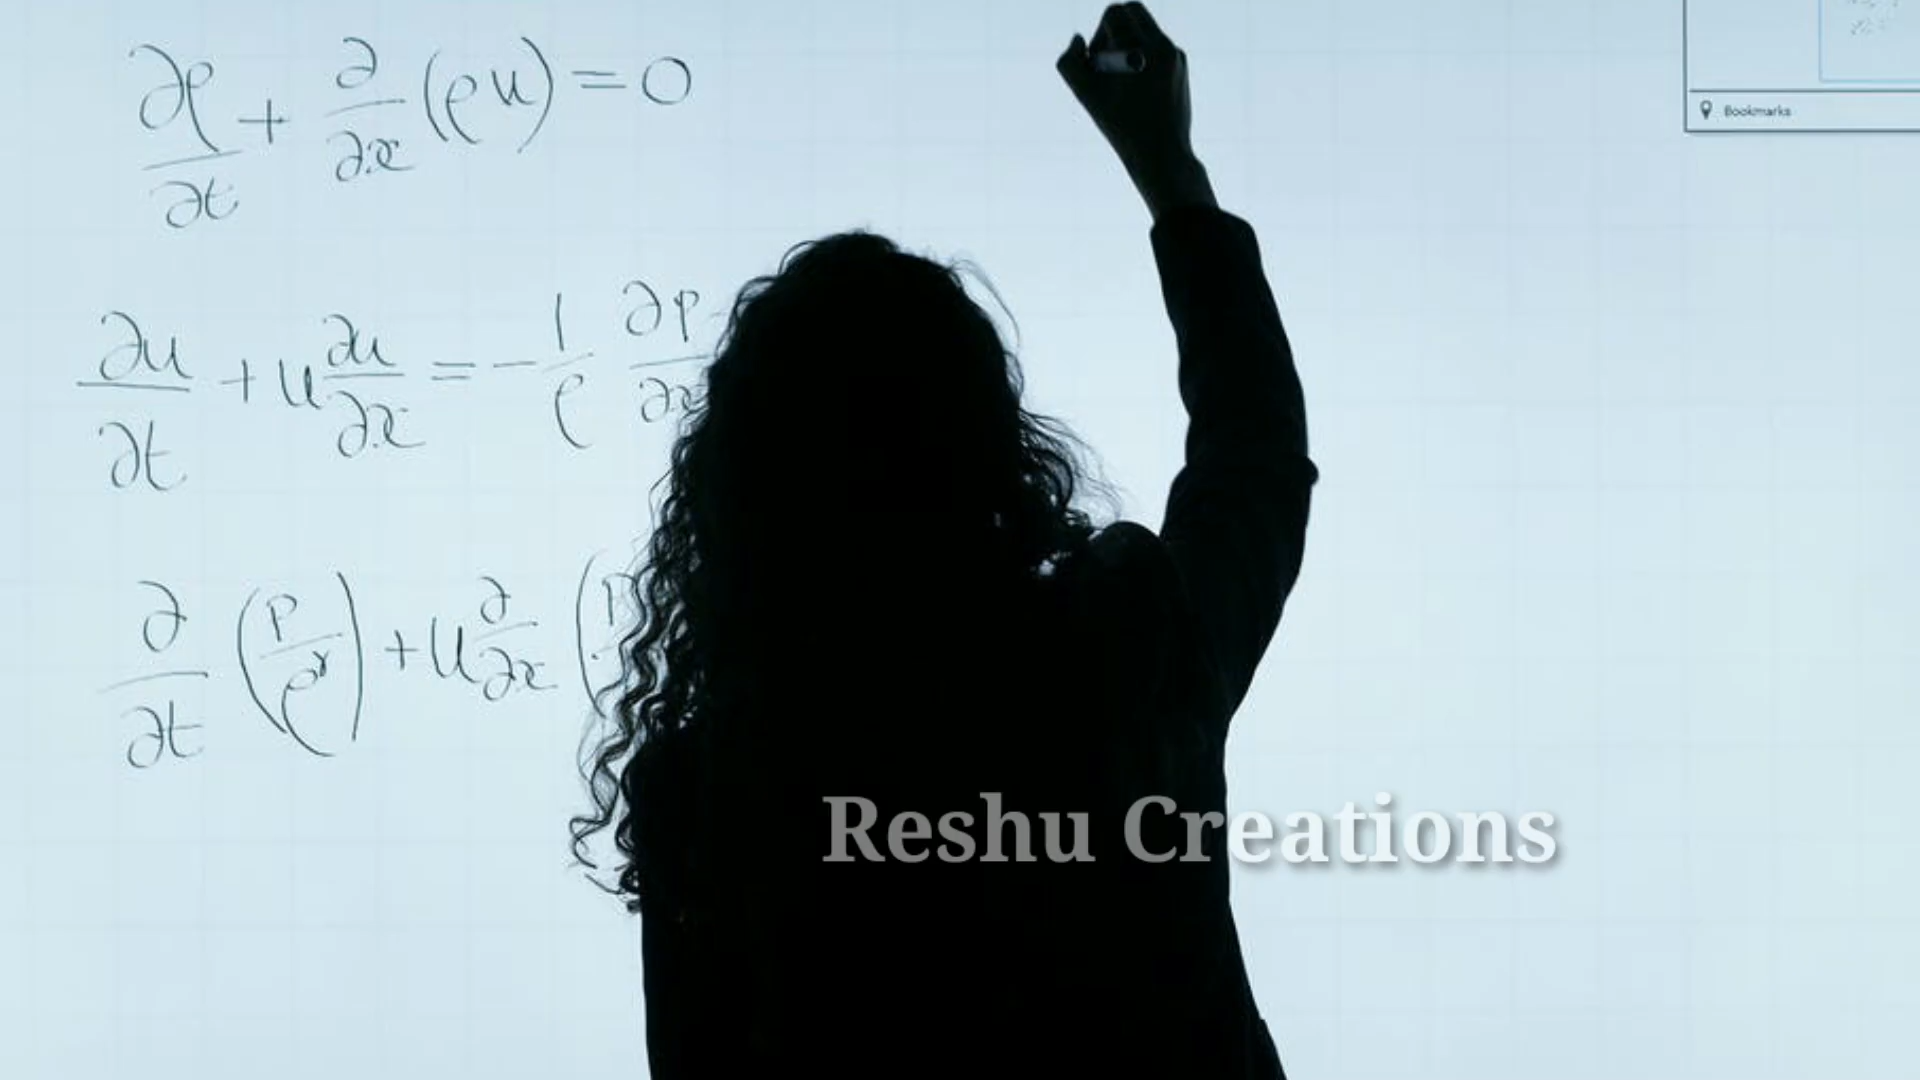 ∂ρ/∂t + ∂/∂x (ρu) = 0
Bookmarks
∂u/∂t + u ∂u/∂x = - 1/ρ ∂p/∂x
∂/∂t (p/ρ^γ) + u ∂/∂x (p
Reshu Creations